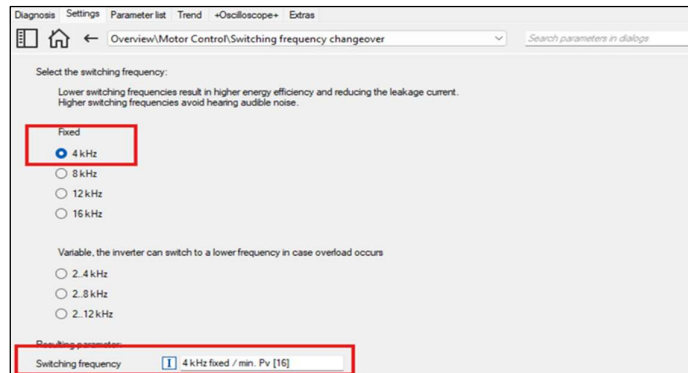 Diagnosis Settings Parameter list Trend +Oscilloscope+ Extras
Overview\Motor Control\Switching frequency changeover Search parameters in dialogs
Select the switching frequency:
Lower switching frequencies result in higher energy efficiency and reducing the leakage current.
Higher switching frequencies avoid hearing audible noise.
Fixed
4 kHz
8 kHz
12 kHz
16 kHz
Variable, the inverter can switch to a lower frequency in case overload occurs
2..4 kHz
2..8 kHz
2..12 kHz
Resulting parameter:
Switching frequency I 4 kHz fixed / min. Pv [16]